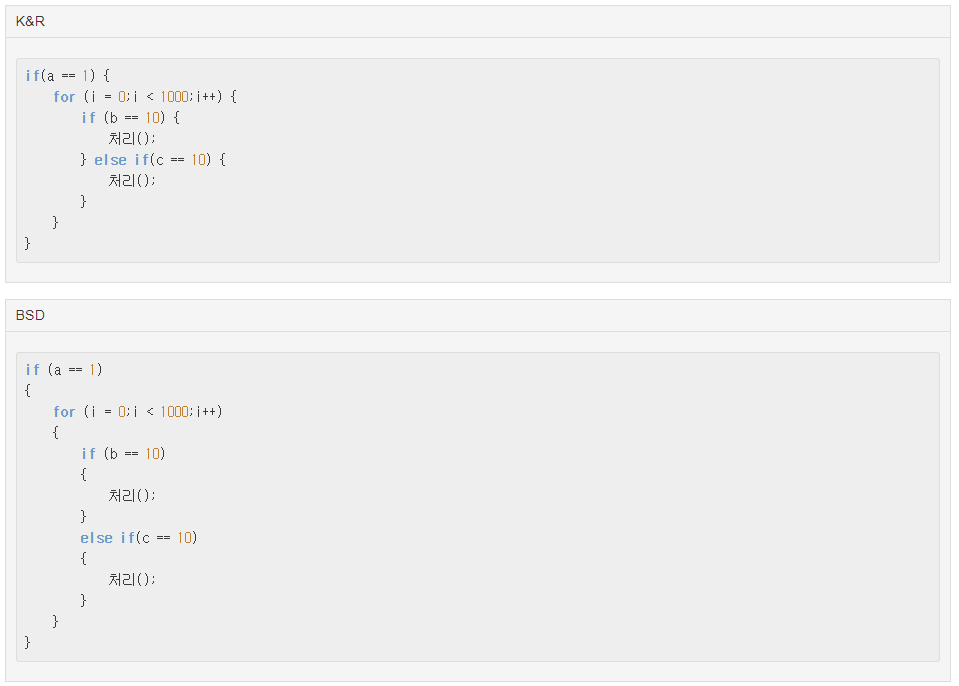 K&R
if(a == 1) {
    for (i = 0;i < 1000;i++) {
        if (b == 10) {
            처리();
        } else if(c == 10) {
            처리();
        }
    }
}
BSD
if (a == 1)
{
    for (i = 0;i < 1000;i++)
    {
        if (b == 10)
        {
            처리();
        }
        else if(c == 10)
        {
            처리();
        }
    }
}